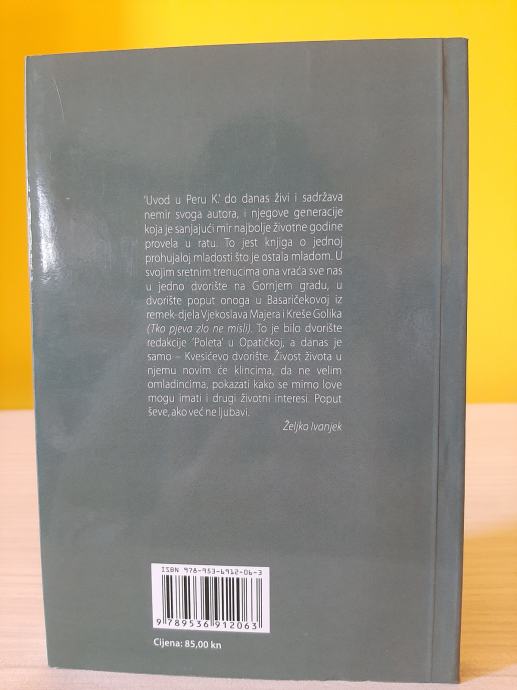 'Uvod u Peru K.' do danas živi i sadržava
nemir svoga autora, i njegove generacije
koja je sanjajući mir najbolje životne godine
provela u ratu. To jest knjiga o jednoj
prohujaloj mladosti što je ostala mladom. U
svojim sretnim trenucima ona vraća sve nas
u jedno dvorište na Gornjem gradu, u
dvorište poput onoga u Basaričekovoj iz
remek-djela Vjekoslava Majera i Kreše Golika
(Tko pjeva zlo ne misli). To je bilo dvorište
redakcije 'Poleta' u Opatičkoj, a danas je
samo – Kvesićevo dvorište. Živost života u
njemu novim će klincima, da ne velim
omladincima, pokazati kako se mimo love
mogu imati i drugi životni interesi. Poput
ševe, ako već ne ljubavi.
Željko Ivanjek
ISBN 978-953-6912-06-3
9 789536 912063
Cijena: 85,00 kn